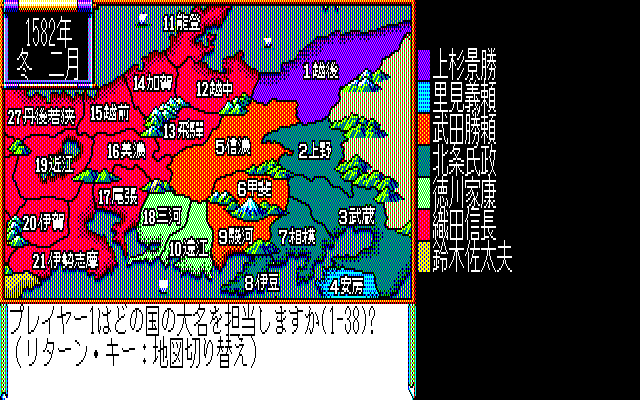 1582年
冬 二月
11能登
1越後
14加賀
12越中
27丹後若狭
15越前
13飛騨
5信濃
2上野
16美濃
19近江
17尾張
6甲斐
18三河
3武蔵
20伊賀
9駿河
7相模
10遠江
21伊勢志摩
8伊豆
4安房
上杉景勝
里見義頼
武田勝頼
北条氏政
徳川家康
織田信長
鈴木佐太夫
プレイヤー1はどの国の大名を担当しますか(1-38)?
(リターン・キー:地図切り替え)